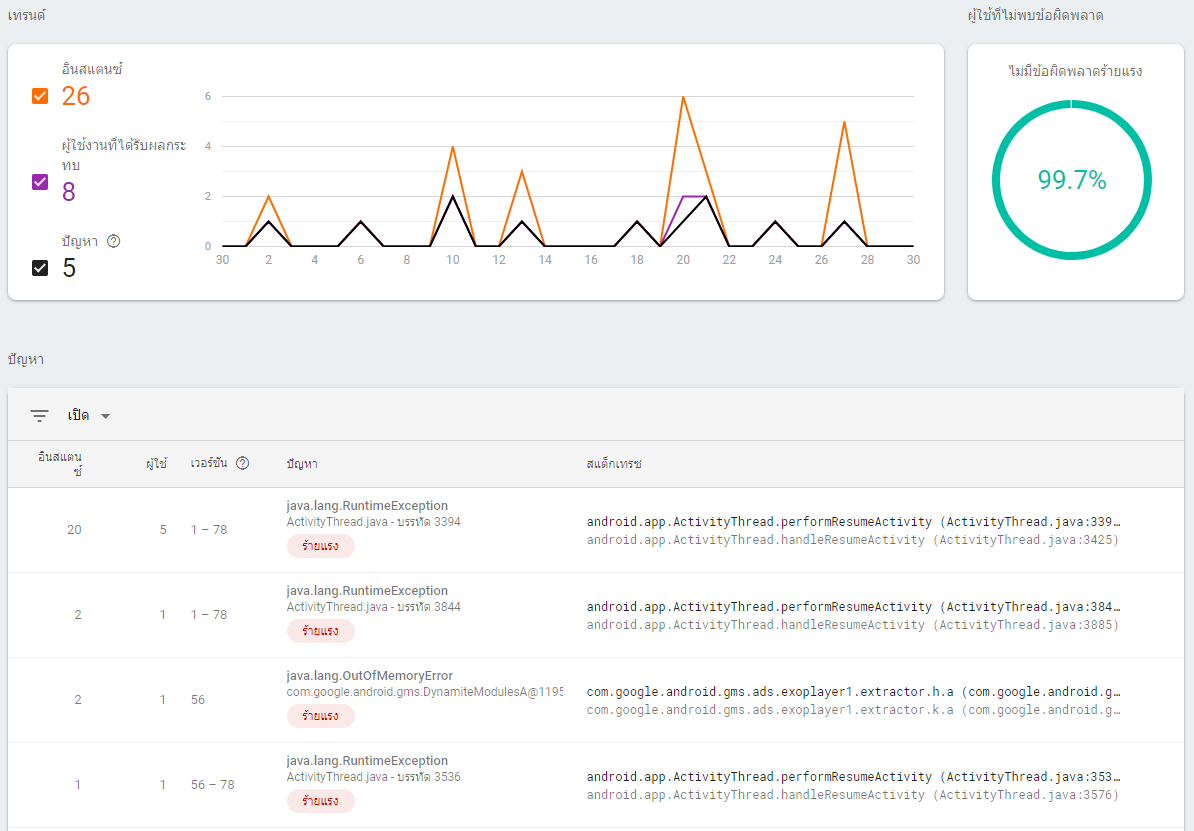 เทรนด์
ผู้ใช้ที่ไม่พบข้อผิดพลาด
อินสแตนซ์
26
ผู้ใช้งานที่ได้รับผลกระ
ทบ
8
ปัญหา
5
6
4
2
0
30 2 4 6 8 10 12 14 16 18 20 22 24 26 28 30
ไม่มีข้อผิดพลาดร้ายแรง
99.7%
ปัญหา
เปิด
อินสแตน
ซ์
ผู้ใช้ เวอร์ชัน ปัญหา สแต็กเทรซ
java.lang.RuntimeException
ActivityThread.java - บรรทัด 3394
20 5 1 – 78
ร้ายแรง
android.app.ActivityThread.performResumeActivity (ActivityThread.java:339…
android.app.ActivityThread.handleResumeActivity (ActivityThread.java:3425)
java.lang.RuntimeException
ActivityThread.java - บรรทัด 3844
2 1 1 – 78
ร้ายแรง
android.app.ActivityThread.performResumeActivity (ActivityThread.java:384…
android.app.ActivityThread.handleResumeActivity (ActivityThread.java:3885)
java.lang.OutOfMemoryError
com.google.android.gms.DynamiteModulesA@1195
2 1 56
ร้ายแรง
com.google.android.gms.ads.exoplayer1.extractor.h.a (com.google.android.g…
com.google.android.gms.ads.exoplayer1.extractor.k.a (com.google.android.g…
java.lang.RuntimeException
ActivityThread.java - บรรทัด 3536
1 1 56 – 78
ร้ายแรง
android.app.ActivityThread.performResumeActivity (ActivityThread.java:353…
android.app.ActivityThread.handleResumeActivity (ActivityThread.java:3576)